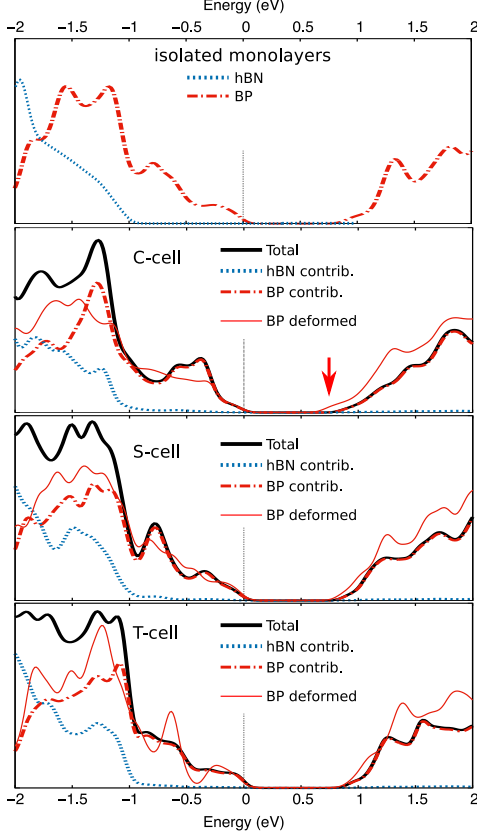 Energy (eV)
−2 −1.5 −1 −0.5 0 0.5 1 1.5 2
isolated monolayers
hBN
BP
C-cell
Total
hBN contrib.
BP contrib.
BP deformed
S-cell
Total
hBN contrib.
BP contrib.
BP deformed
T-cell
Total
hBN contrib.
BP contrib.
BP deformed
−2 −1.5 −1 −0.5 0 0.5 1 1.5 2
Energy (eV)